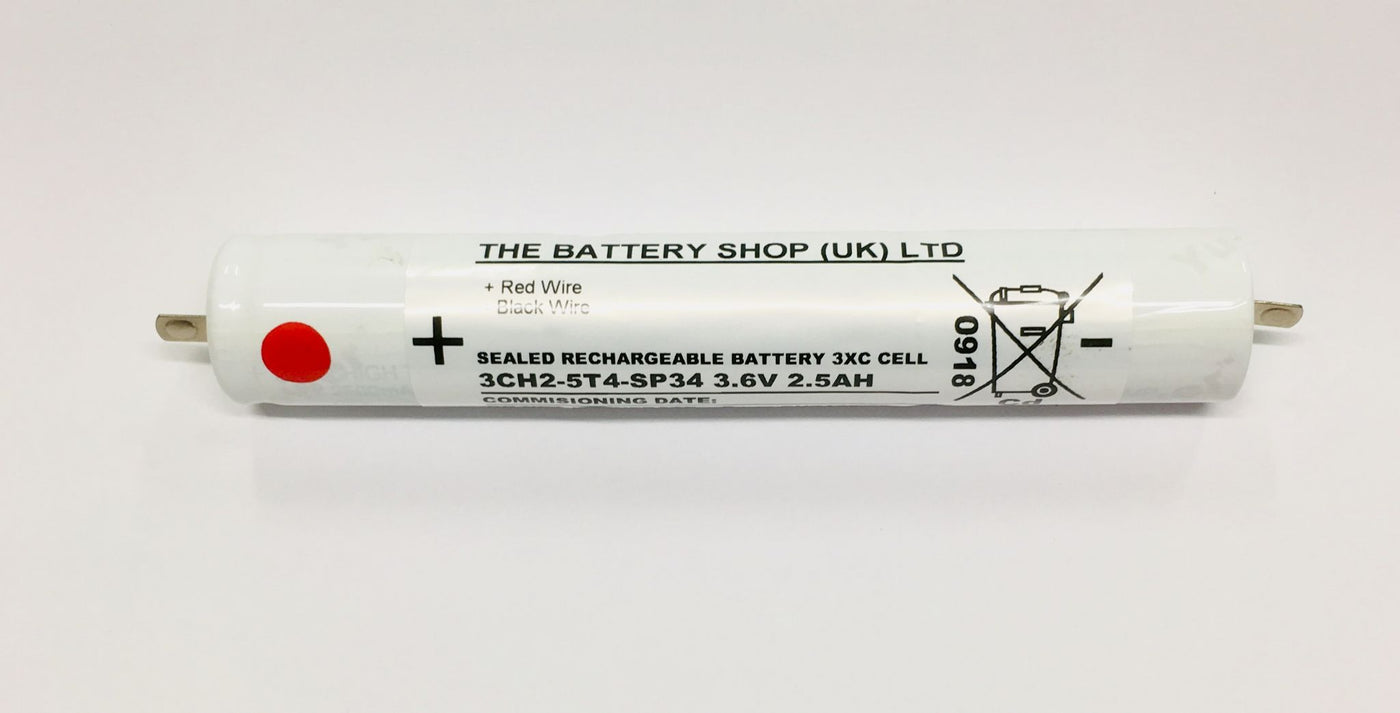 THE BATTERY SHOP (UK) LTD
+ Red Wire
Black Wire
+
-
SEALED RECHARGEABLE BATTERY 3XC CELL
3CH2-5T4-SP34 3.6V 2.5AH
COMMISIONING DATE:
0918
Cd